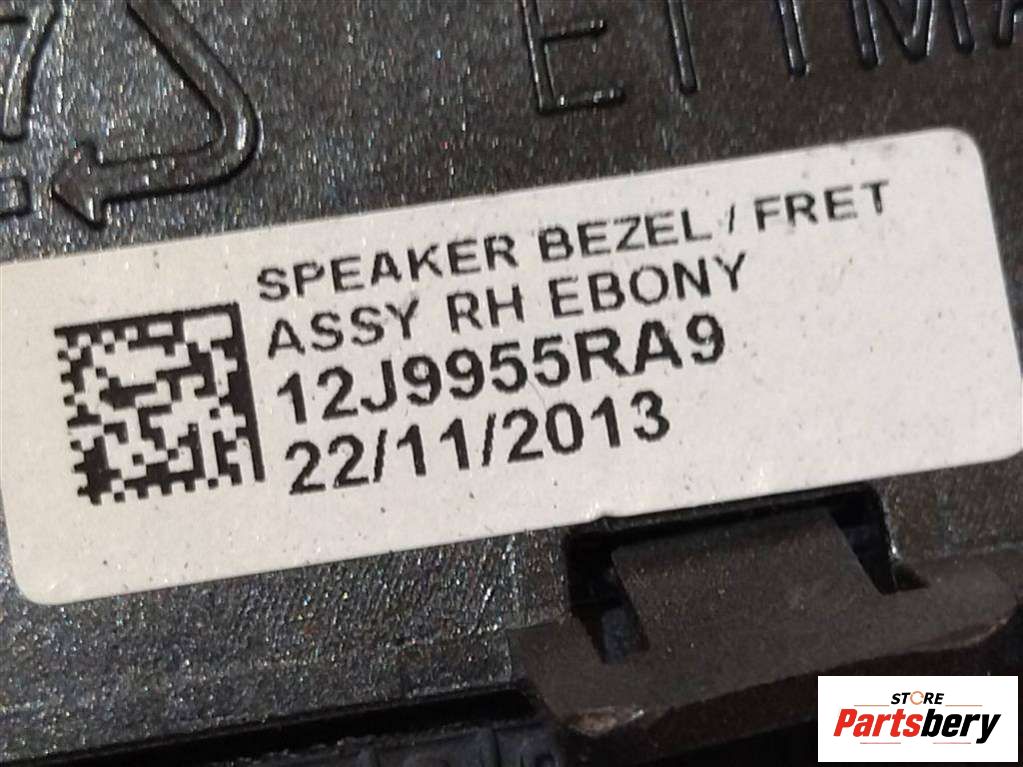 SPEAKER BEZEL / FRET
ASSY RH EBONY
12J9955RA9
22/11/2013
STORE
Partsbery